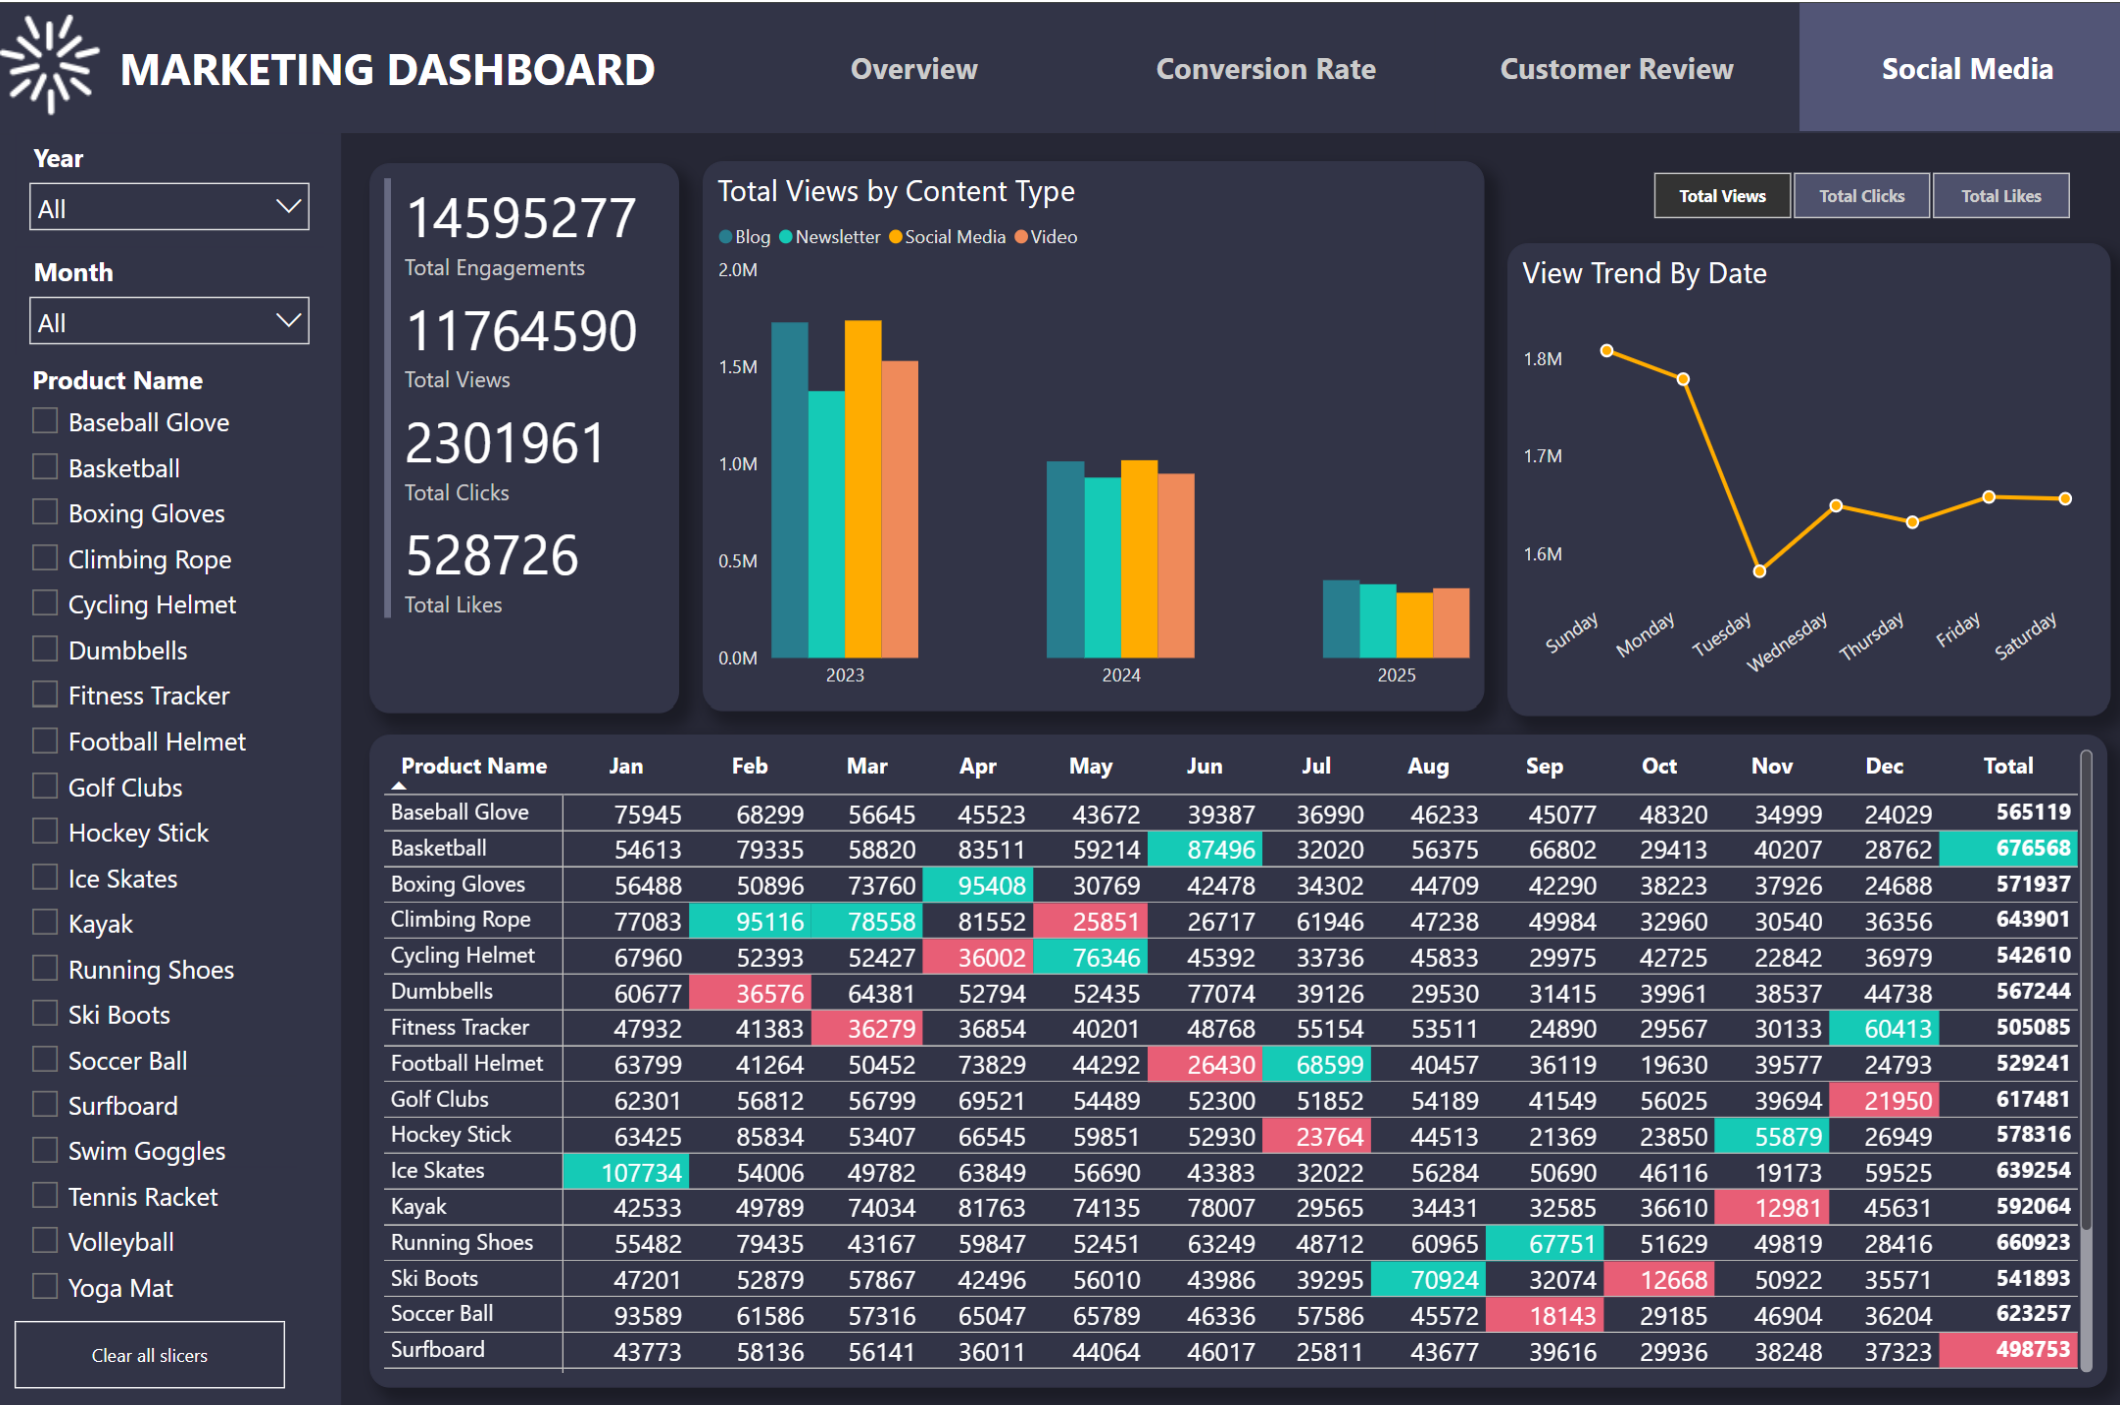 MARKETING DASHBOARD
Overview
Conversion Rate
Customer Review
Social Media
Year
All
Month
All
Product Name
Baseball Glove
Basketball
Boxing Gloves
Climbing Rope
Cycling Helmet
Dumbbells
Fitness Tracker
Football Helmet
Golf Clubs
Hockey Stick
Ice Skates
Kayak
Running Shoes
Ski Boots
Soccer Ball
Surfboard
Swim Goggles
Tennis Racket
Volleyball
Yoga Mat
Clear all slicers
14595277
Total Engagements
11764590
Total Views
2301961
Total Clicks
528726
Total Likes
Total Views by Content Type
Blog Newsletter Social Media Video
2.0M
1.5M
1.0M
0.5M
0.0M
2023 2024 2025
Total Views Total Clicks Total Likes
View Trend By Date
1.8M
1.7M
1.6M
Sunday Monday Tuesday Wednesday Thursday Friday Saturday
Product Name Jan Feb Mar Apr May Jun Jul Aug Sep Oct Nov Dec Total
Baseball Glove 75945 68299 56645 45523 43672 39387 36990 46233 45077 48320 34999 24029 565119
Basketball 54613 79335 58820 83511 59214 87496 32020 56375 66802 29413 40207 28762 676568
Boxing Gloves 56488 50896 73760 95408 30769 42478 34302 44709 42290 38223 37926 24688 571937
Climbing Rope 77083 95116 78558 81552 25851 26717 61946 47238 49984 32960 30540 36356 643901
Cycling Helmet 67960 52393 52427 36002 76346 45392 33736 45833 29975 42725 22842 36979 542610
Dumbbells 60677 36576 64381 52794 52435 77074 39126 29530 31415 39961 38537 44738 567244
Fitness Tracker 47932 41383 36279 36854 40201 48768 55154 53511 24890 29567 30133 60413 505085
Football Helmet 63799 41264 50452 73829 44292 26430 68599 40457 36119 19630 39577 24793 529241
Golf Clubs 62301 56812 56799 69521 54489 52300 51852 54189 41549 56025 39694 21950 617481
Hockey Stick 63425 85834 53407 66545 59851 52930 23764 44513 21369 23850 55879 26949 578316
Ice Skates 107734 54006 49782 63849 56690 43383 32022 56284 50690 46116 19173 59525 639254
Kayak 42533 49789 74034 81763 74135 78007 29565 34431 32585 36610 12981 45631 592064
Running Shoes 55482 79435 43167 59847 52451 63249 48712 60965 67751 51629 49819 28416 660923
Ski Boots 47201 52879 57867 42496 56010 43986 39295 70924 32074 12668 50922 35571 541893
Soccer Ball 93589 61586 57316 65047 65789 46336 57586 45572 18143 29185 46904 36204 623257
Surfboard 43773 58136 56141 36011 44064 46017 25811 43677 39616 29936 38248 37323 498753